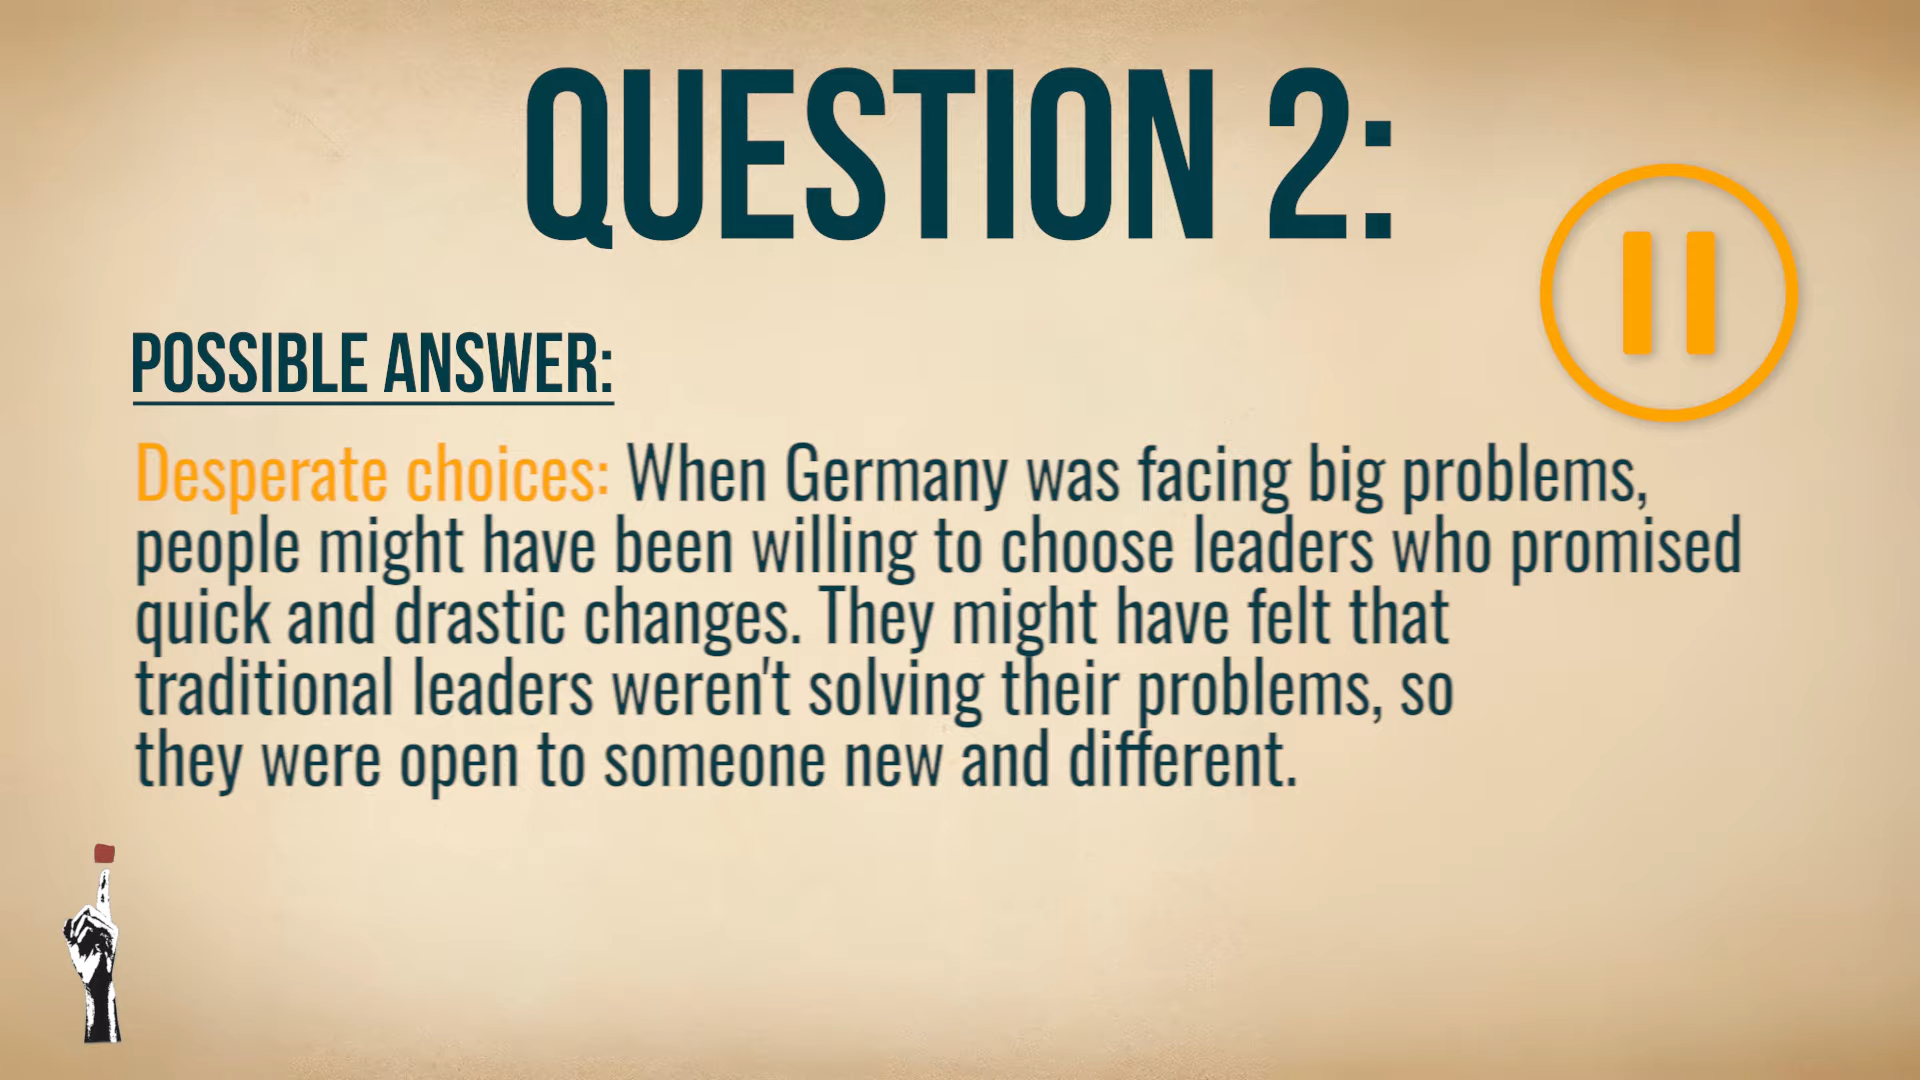 QUESTION 2:
POSSIBLE ANSWER:
Desperate choices: When Germany was facing big problems,
people might have been willing to choose leaders who promised
quick and drastic changes. They might have felt that
traditional leaders weren't solving their problems, so
they were open to someone new and different.